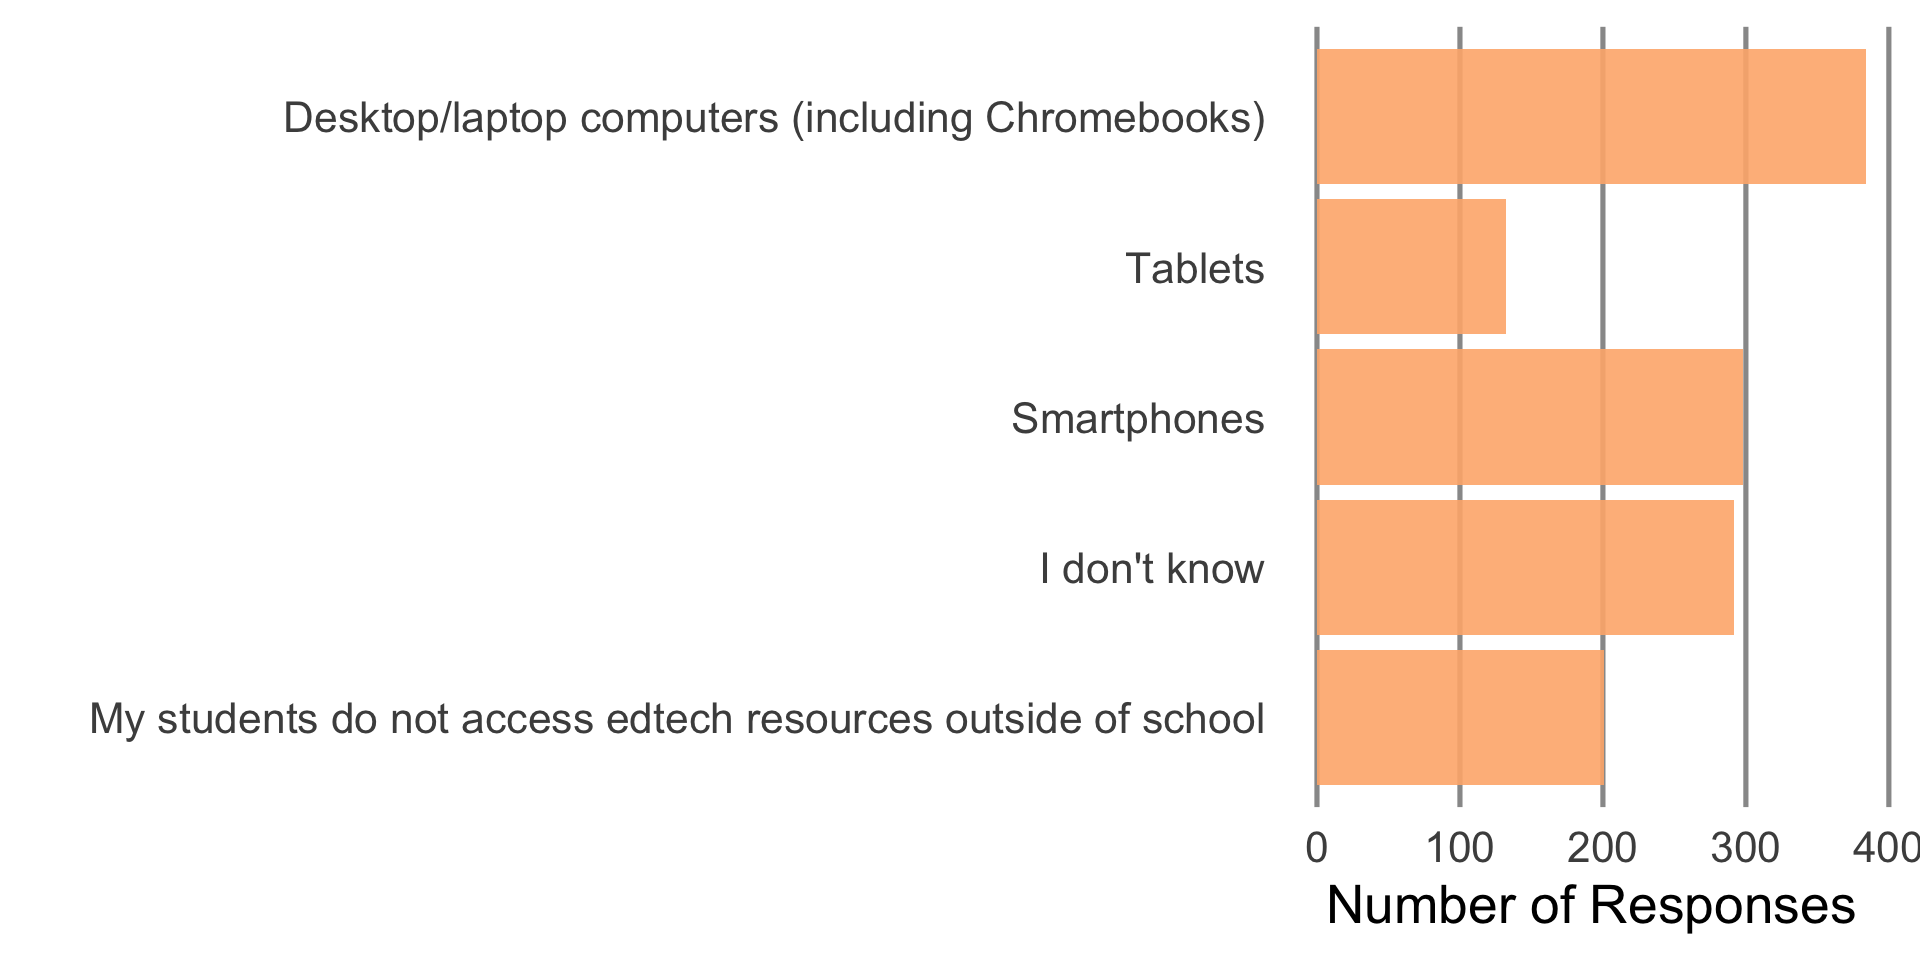 Desktop/laptop computers (including Chromebooks)
Tablets
Smartphones
I don't know
My students do not access edtech resources outside of school
0 100 200 300 400
Number of Responses